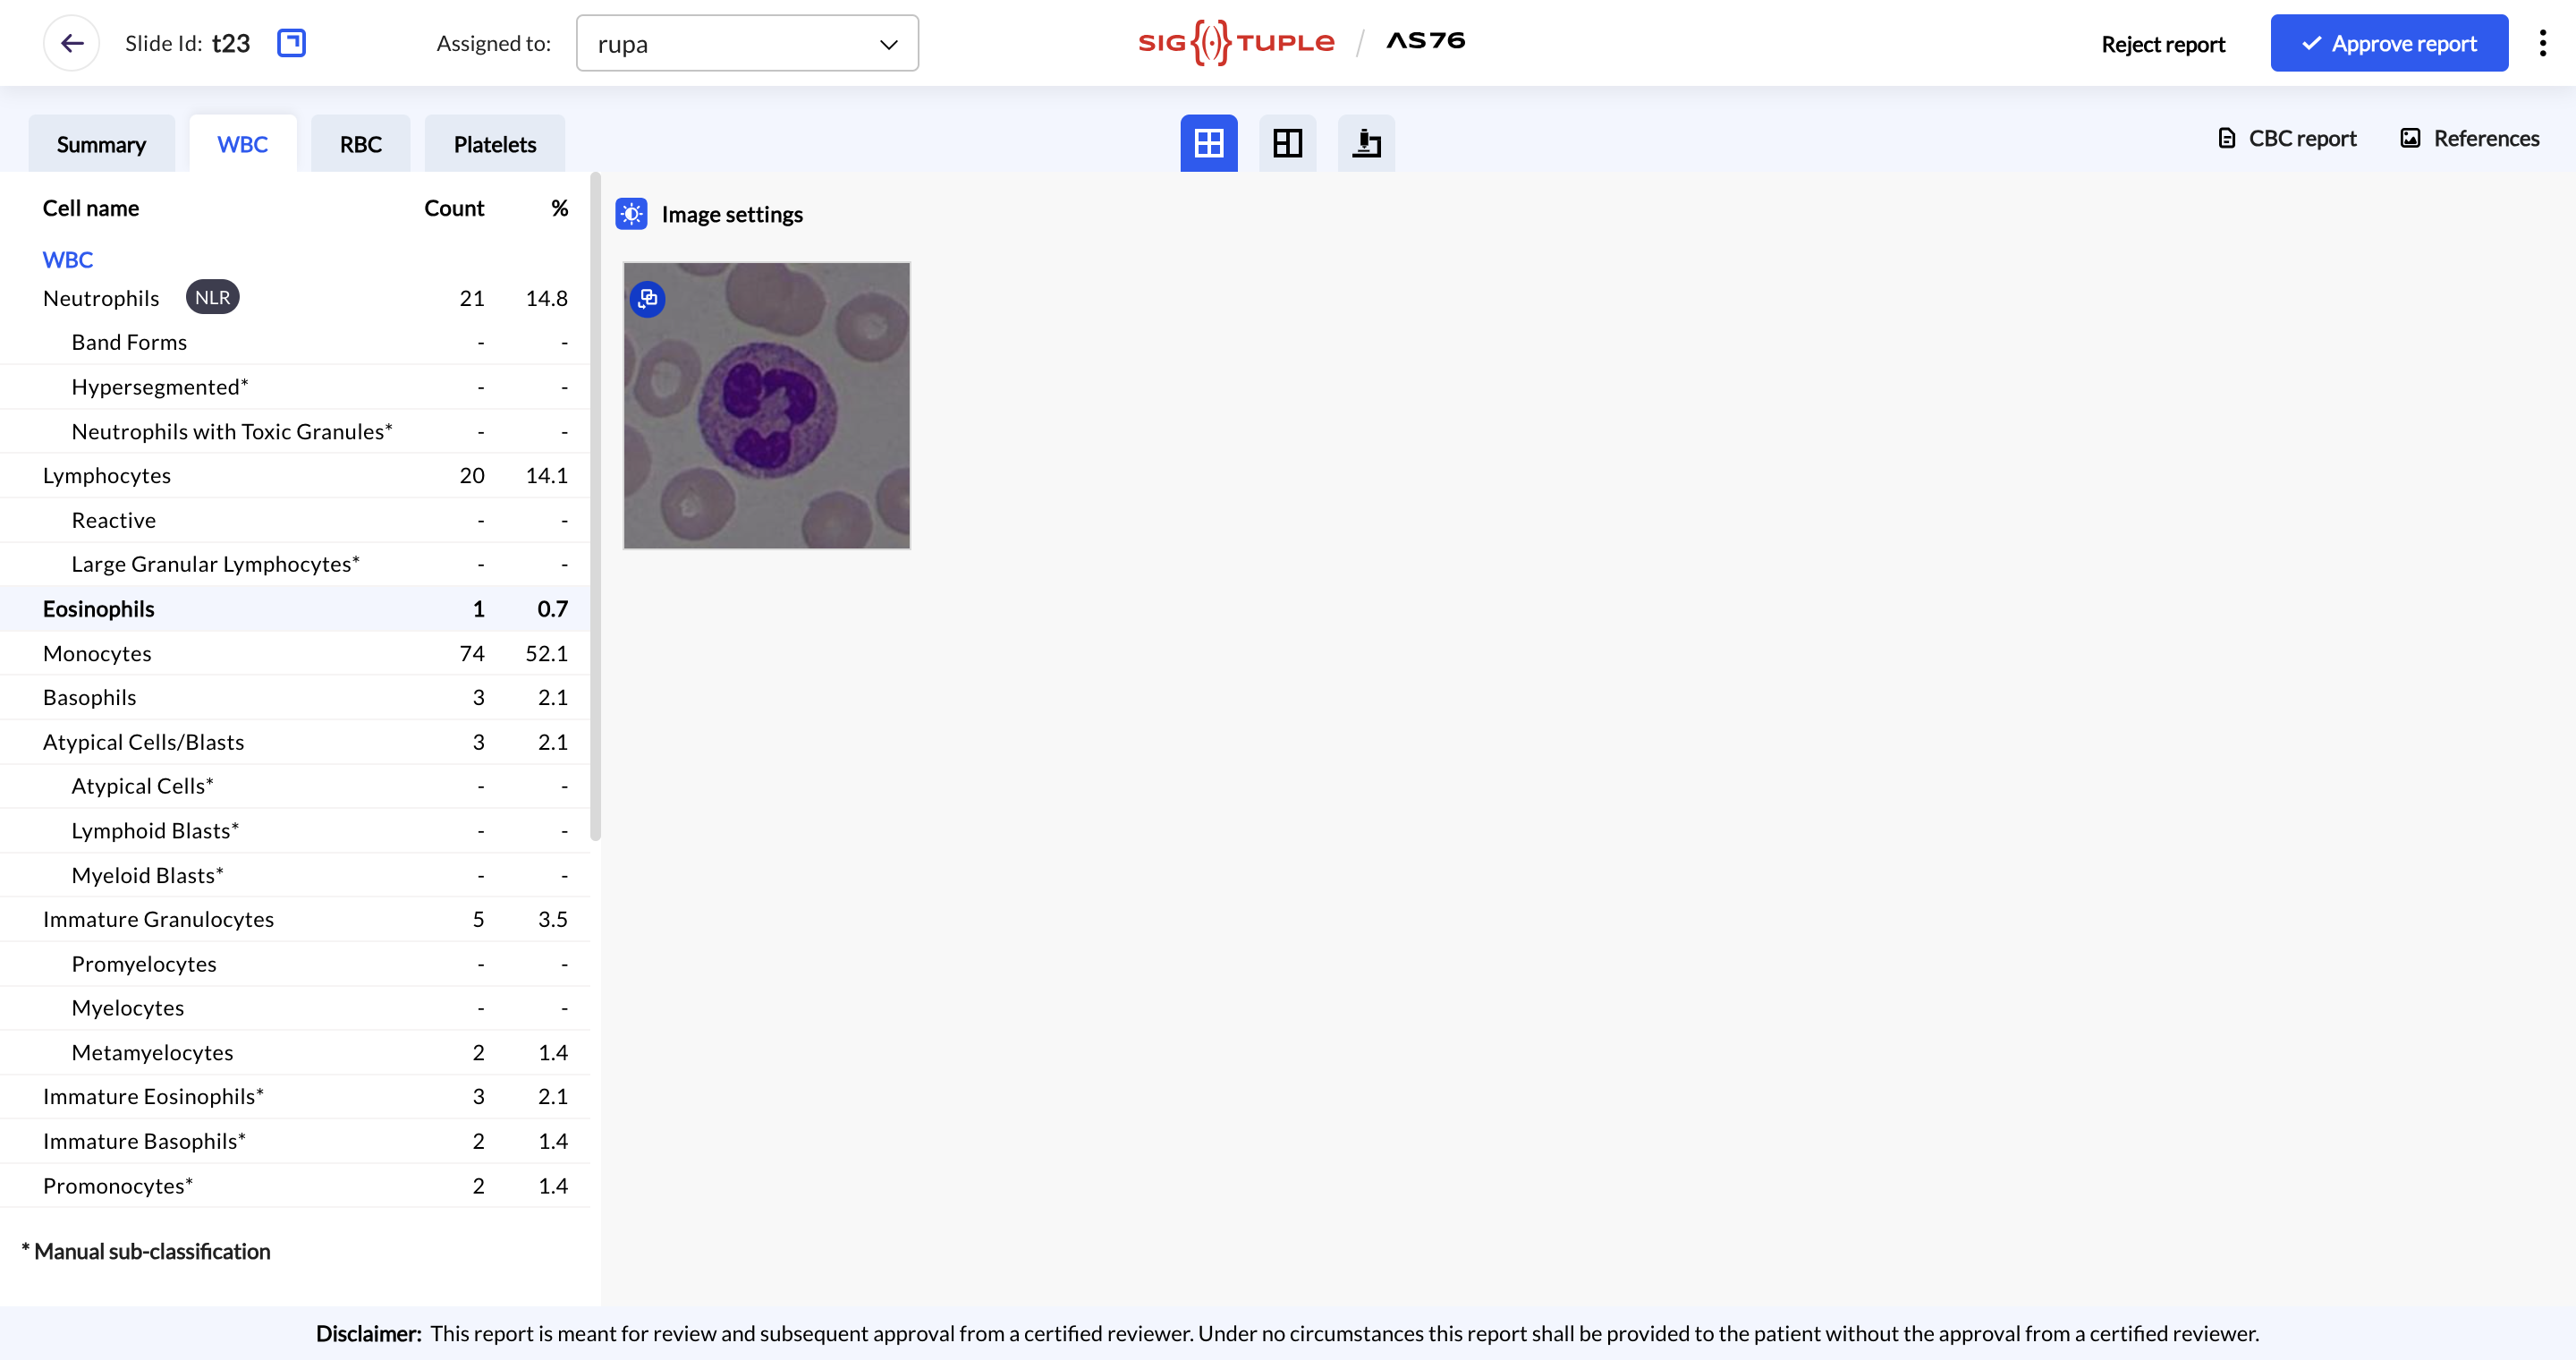 Slide Id: t23
Assigned to: rupa
SIG{(·)}TUPLE / AS76
Reject report
Approve report
Summary
WBC
RBC
Platelets
CBC report
References
Cell name Count %
WBC
Neutrophils NLR 21 14.8
Band Forms - -
Hypersegmented* - -
Neutrophils with Toxic Granules* - -
Lymphocytes 20 14.1
Reactive - -
Large Granular Lymphocytes* - -
Eosinophils 1 0.7
Monocytes 74 52.1
Basophils 3 2.1
Atypical Cells/Blasts 3 2.1
Atypical Cells* - -
Lymphoid Blasts* - -
Myeloid Blasts* - -
Immature Granulocytes 5 3.5
Promyelocytes - -
Myelocytes - -
Metamyelocytes 2 1.4
Immature Eosinophils* 3 2.1
Immature Basophils* 2 1.4
Promonocytes* 2 1.4
* Manual sub-classification
Image settings
Disclaimer: This report is meant for review and subsequent approval from a certified reviewer. Under no circumstances this report shall be provided to the patient without the approval from a certified reviewer.